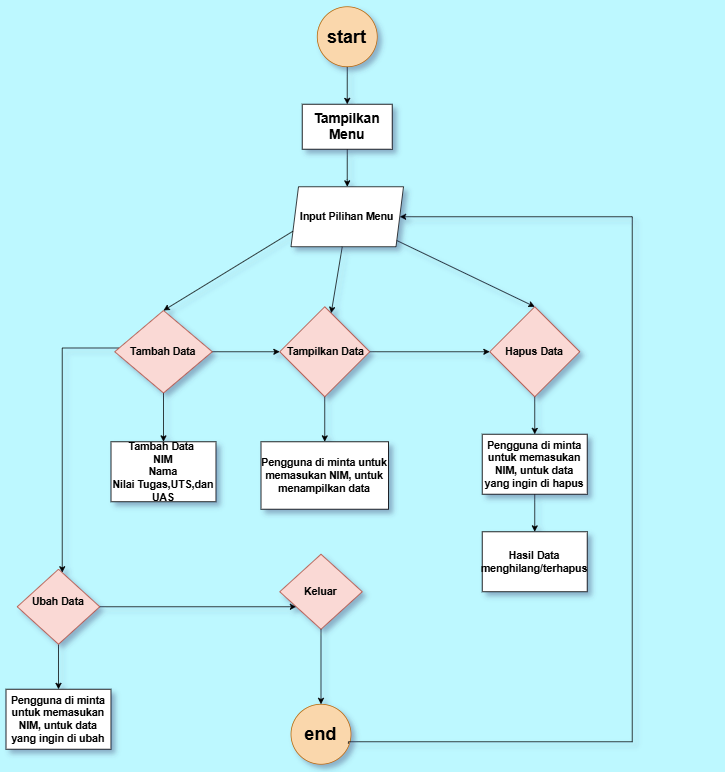 start
Tampilkan
Menu
Input Pilihan Menu
Tambah Data
Tampilkan Data
Hapus Data
Tambah Data
NIM
Nama
Nilai Tugas,UTS,dan
UAS
Pengguna di minta untuk
memasukan NIM, untuk
menampilkan data
Pengguna di minta
untuk memasukan
NIM, untuk data
yang ingin di hapus
Hasil Data
menghilang/terhapus
Ubah Data
Keluar
Pengguna di minta
untuk memasukan
NIM, untuk data
yang ingin di ubah
end